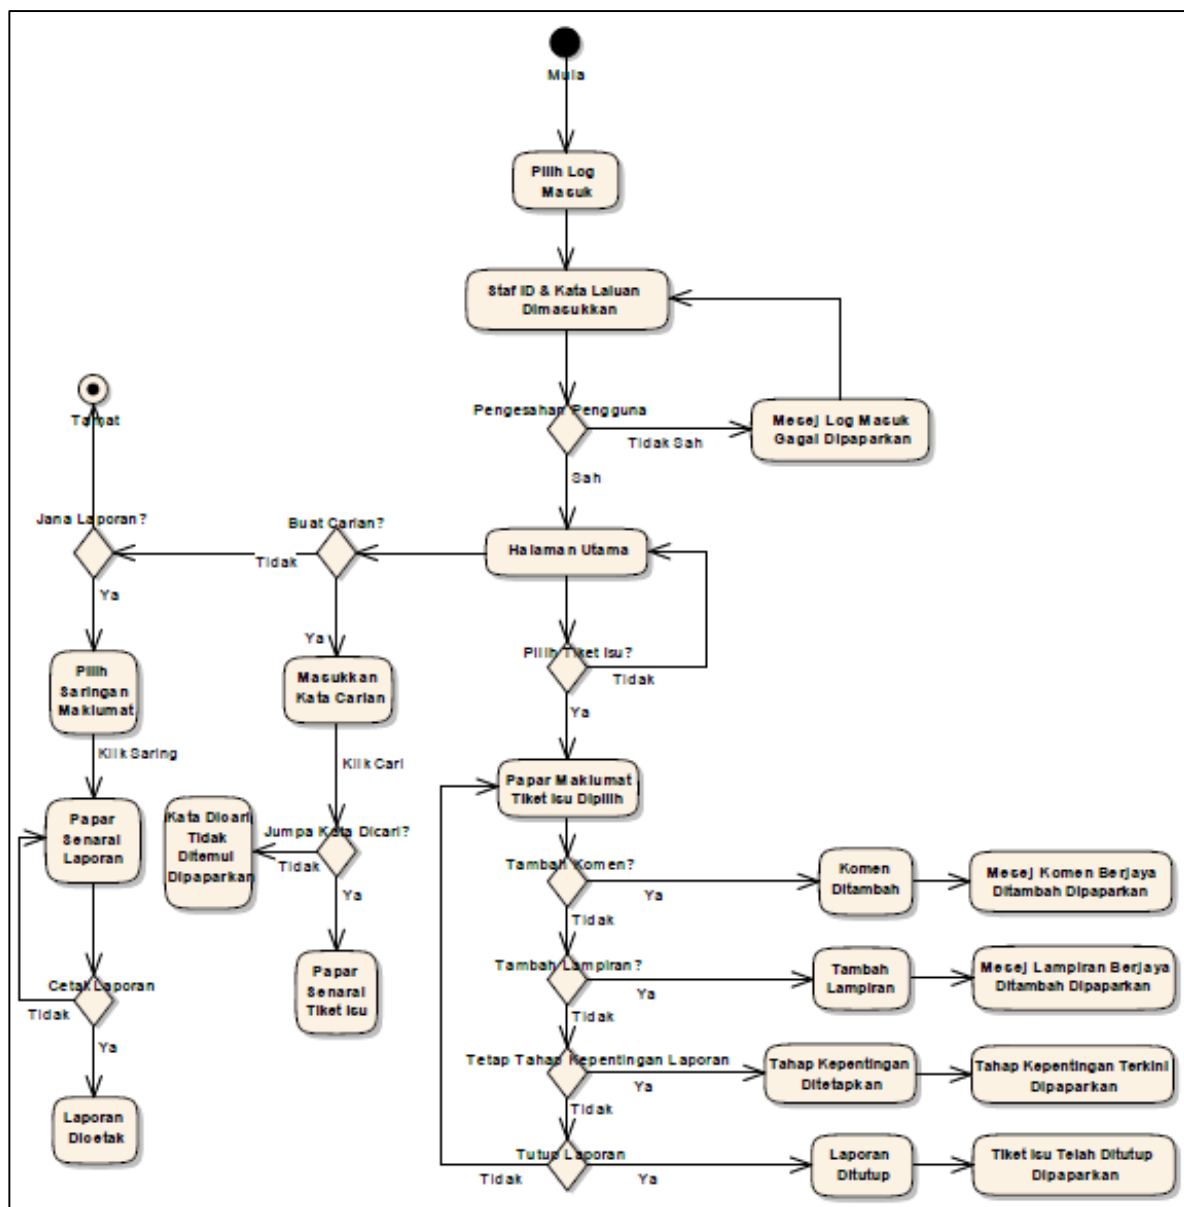 Mula
Pilih Log
Masuk
Staf ID & Kata Laluan
Dimasukkan
Pengesahan Pengguna
Tidak Sah
Mesej Log Masuk
Gagal Dipaparkan
Sah
Tamat
Jana Laporan?
Buat Carian?
Halaman Utama
Tidak
Ya
Ya
Pilih Tiket Isu?
Tidak
Ya
Pilih
Saringan
Maklumat
Masukkan
Kata Carian
Klik Saring
Klik Cari
Papar Maklumat
Tiket Isu Dipilih
Papar
Senarai
Laporan
Kata Dicari
Tidak
Ditemui
Dipaparkan
Jumpa Kata Dicari?
Tidak
Ya
Tambah Komen?
Ya
Tidak
Komen
Ditambah
Mesej Komen Berjaya
Ditambah Dipaparkan
Papar
Senarai
Tiket Isu
Tambah Lampiran?
Ya
Tidak
Tambah
Lampiran
Mesej Lampiran Berjaya
Ditambah Dipaparkan
Cetak Laporan
Tidak
Ya
Tetap Tahap Kepentingan Laporan
Ya
Tidak
Tahap Kepentingan
Ditetapkan
Tahap Kepentingan Terkini
Dipaparkan
Laporan
Dicetak
Tutup Laporan
Tidak
Ya
Laporan
Ditutup
Tiket Isu Telah Ditutup
Dipaparkan